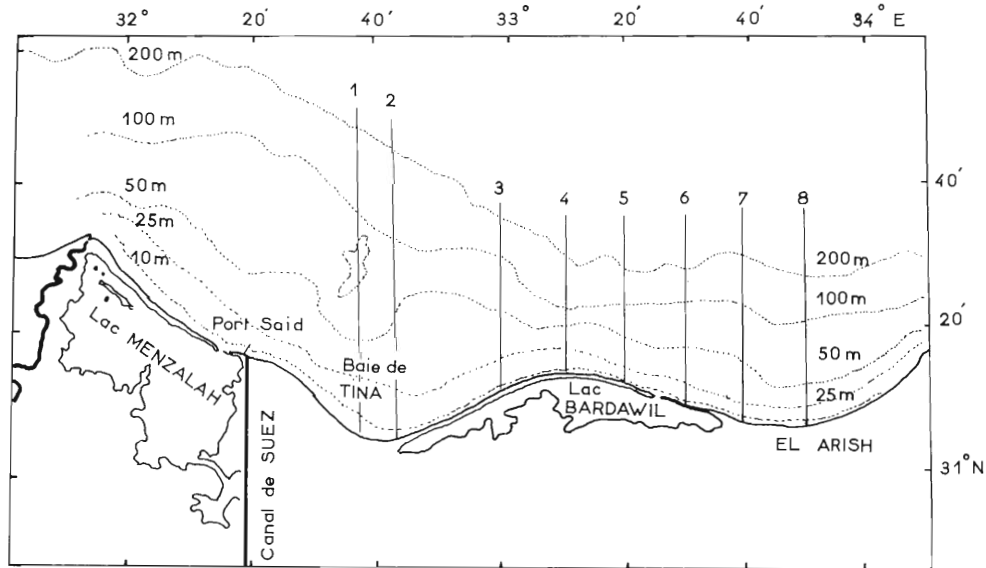 32° 20′ 40′ 33° 20′ 40′ 34° E
200 m
1
2
100 m
50 m
25m
10m
3 4 5 6 7 8
40′
200 m
100 m
20′
50 m
25m
Lac MENZALAH
Port Said
Baie de
TINA
Lac
BARDAWIL
EL ARISH
31°N
Canal de SUEZ